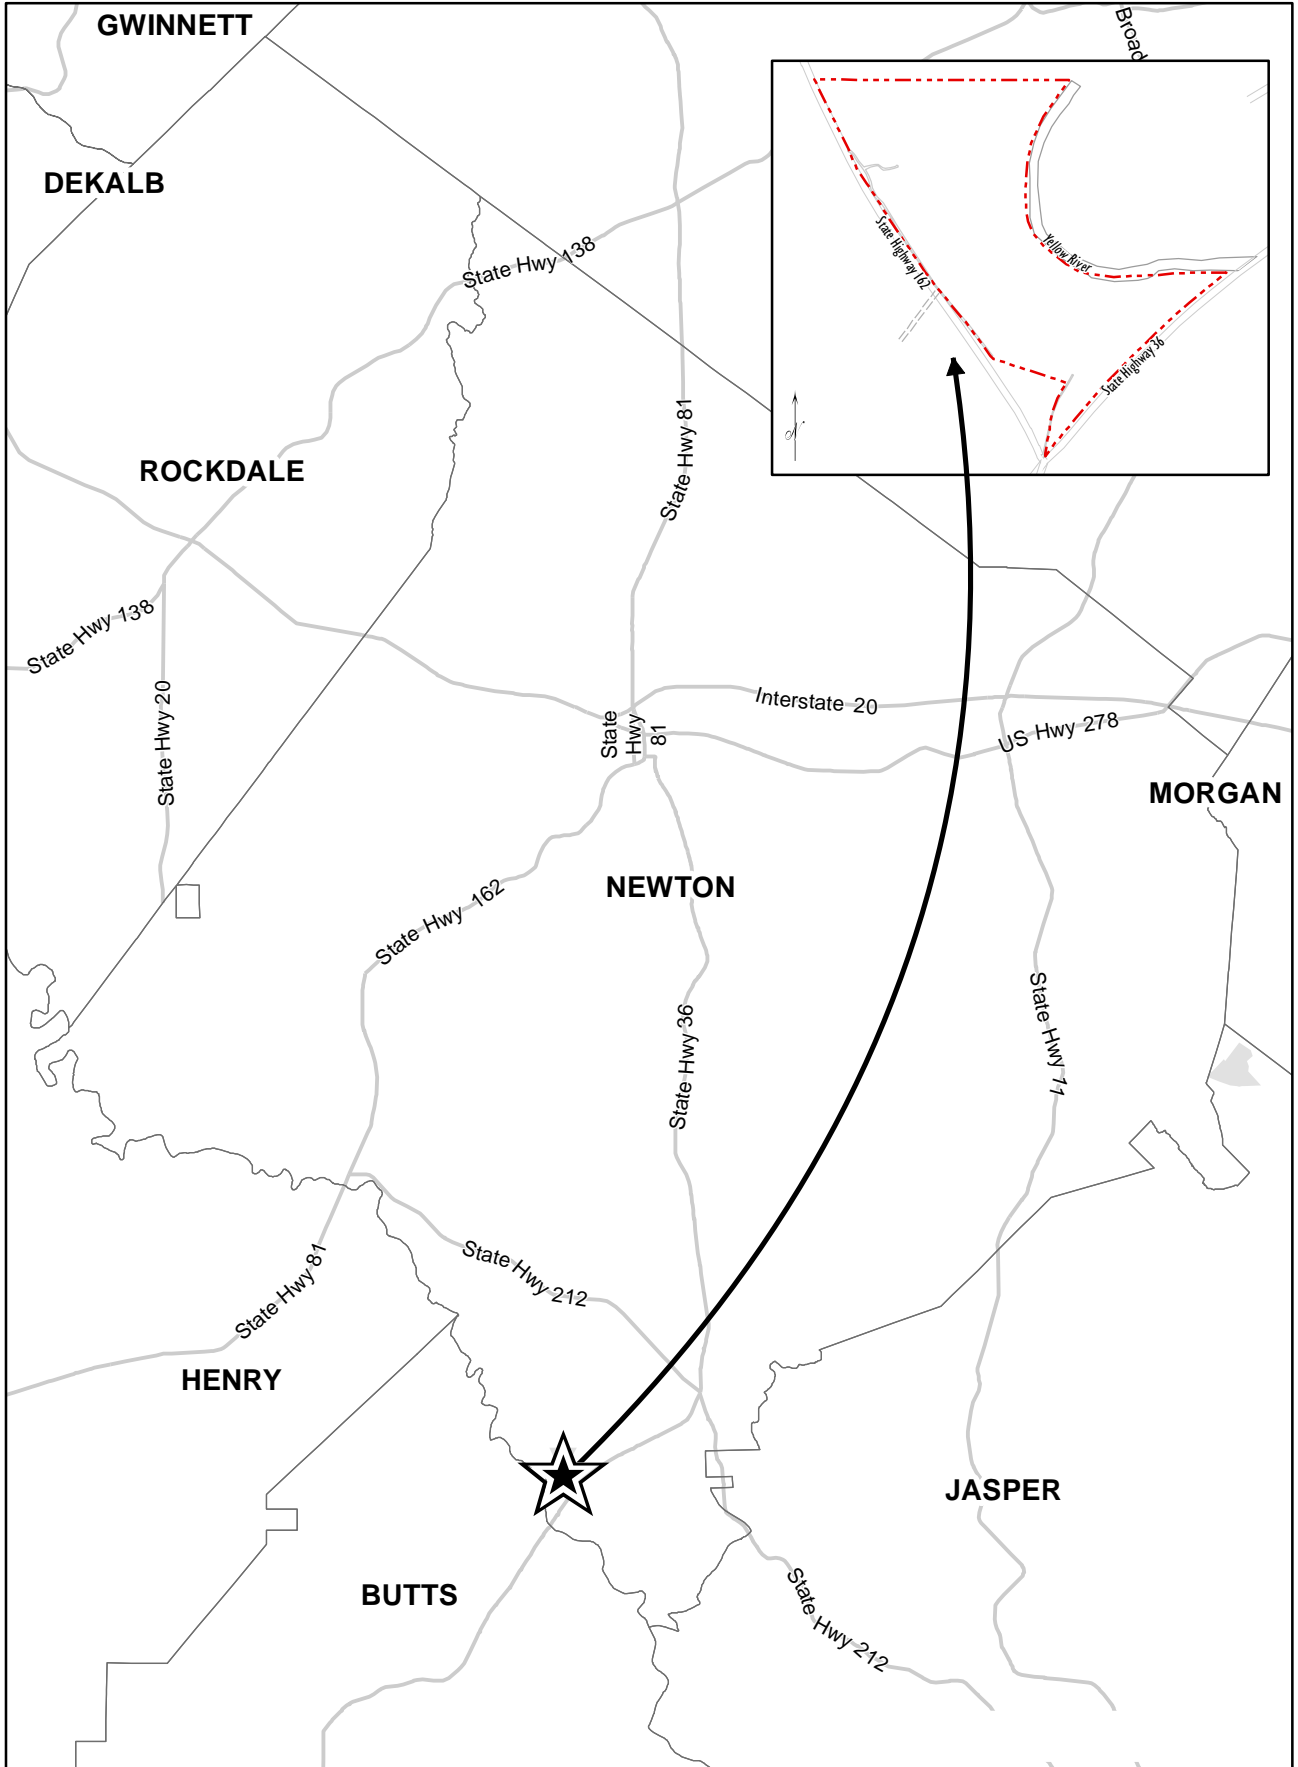 GWINNETT
Broad
DEKALB
State Hwy 138
State Highway 162
Yellow River
State Highway 36
N
State Hwy 81
ROCKDALE
State Hwy 138
State Hwy 20
Interstate 20
State
Hwy
81
US Hwy 278
MORGAN
NEWTON
State Hwy 162
State Hwy 36
State Hwy 11
State Hwy 81
State Hwy 212
HENRY
JASPER
BUTTS
State Hwy 212